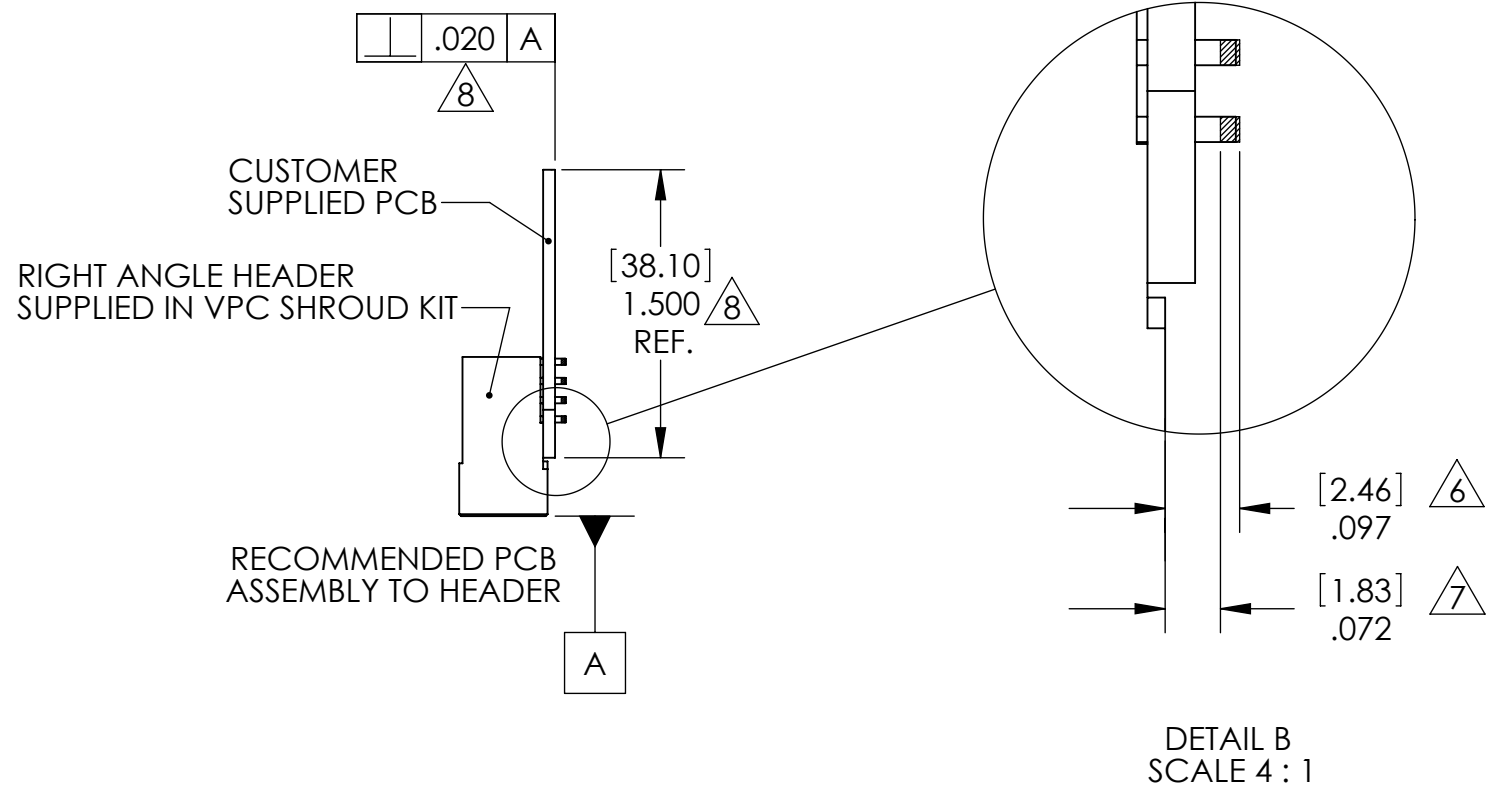 .020 A
8
CUSTOMER
SUPPLIED PCB
RIGHT ANGLE HEADER
SUPPLIED IN VPC SHROUD KIT
[38.10]
1.500 8
REF.
RECOMMENDED PCB
ASSEMBLY TO HEADER
A
[2.46] 6
.097
[1.83] 7
.072
DETAIL B
SCALE 4 : 1